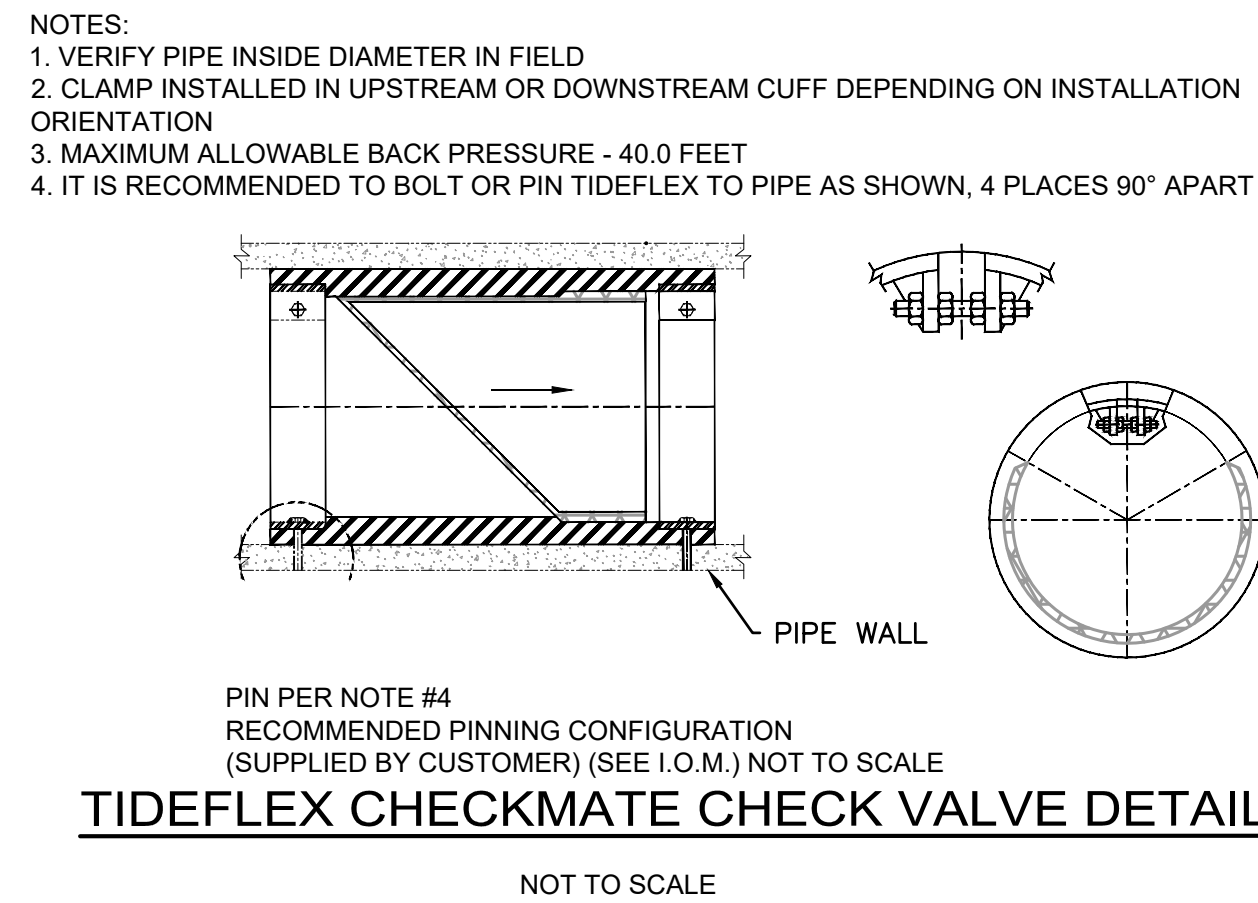 NOTES:
1. VERIFY PIPE INSIDE DIAMETER IN FIELD
2. CLAMP INSTALLED IN UPSTREAM OR DOWNSTREAM CUFF DEPENDING ON INSTALLATION
ORIENTATION
3. MAXIMUM ALLOWABLE BACK PRESSURE - 40.0 FEET
4. IT IS RECOMMENDED TO BOLT OR PIN TIDEFLEX TO PIPE AS SHOWN, 4 PLACES 90° APART
PIPE WALL
PIN PER NOTE #4
RECOMMENDED PINNING CONFIGURATION
(SUPPLIED BY CUSTOMER) (SEE I.O.M.) NOT TO SCALE
TIDEFLEX CHECKMATE CHECK VALVE DETAIL
NOT TO SCALE